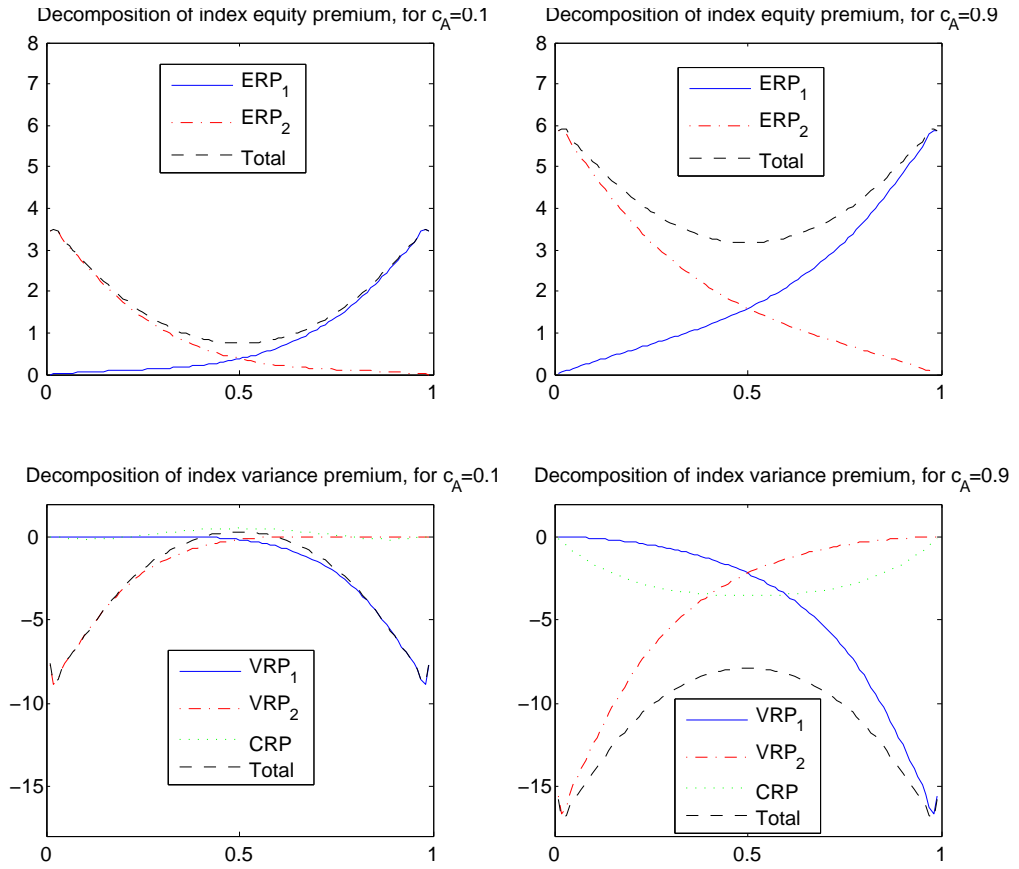 Decomposition of index equity premium, for c_A=0.1
8
7
6
5
4
3
2
1
0
0
0.5
1
ERP_1
ERP_2
Total
Decomposition of index equity premium, for c_A=0.9
8
7
6
5
4
3
2
1
0
0
0.5
1
ERP_1
ERP_2
Total
Decomposition of index variance premium, for c_A=0.1
0
−5
−10
−15
0
0.5
1
VRP_1
VRP_2
CRP
Total
Decomposition of index variance premium, for c_A=0.9
0
−5
−10
−15
0
0.5
1
VRP_1
VRP_2
CRP
Total